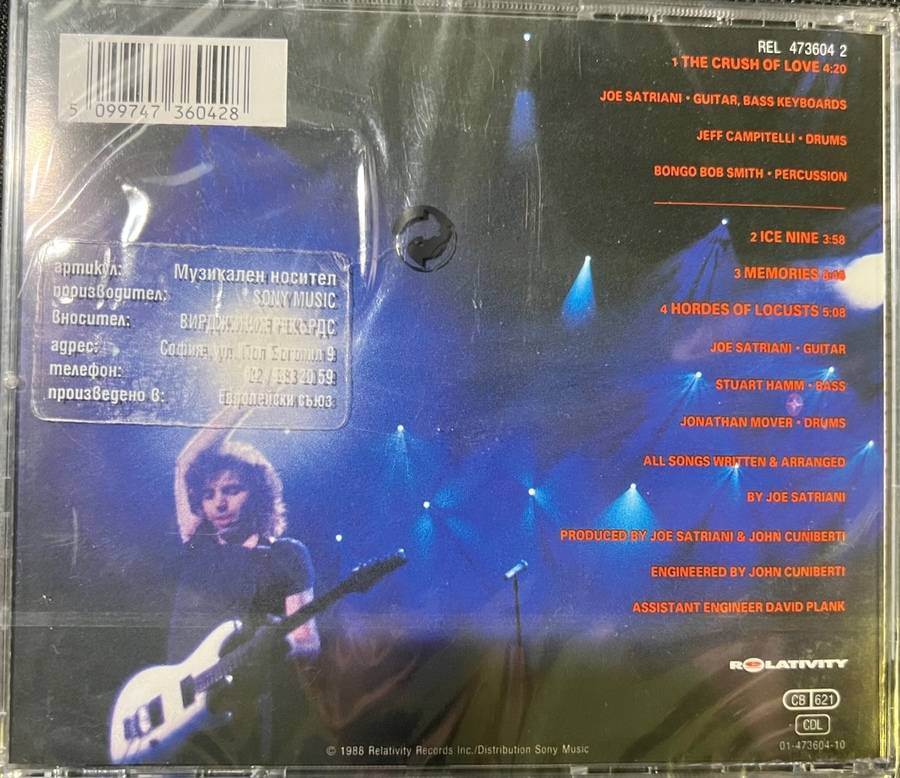 REL 473604 2
1 THE CRUSH OF LOVE 4:20
JOE SATRIANI • GUITAR, BASS KEYBOARDS
JEFF CAMPITELLI • DRUMS
BONGO BOB SMITH • PERCUSSION
2 ICE NINE 3:58
3 MEMORIES
4 HORDES OF LOCUSTS 5:08
JOE SATRIANI • GUITAR
STUART HAMM • BASS
JONATHAN MOVER • DRUMS
ALL SONGS WRITTEN & ARRANGED
BY JOE SATRIANI
PRODUCED BY JOE SATRIANI & JOHN CUNIBERTI
ENGINEERED BY JOHN CUNIBERTI
ASSISTANT ENGINEER DAVID PLANK
RELATIVITY
CB 621
CDL
01-473604-10
© 1988 Relativity Records Inc./Distribution Sony Music
5 099747 360428
артикул: Музикален носител
производител: SONY MUSIC
вносител:
адрес: София, ул.
телефон: 02 /
произведено в: Европейски съюз